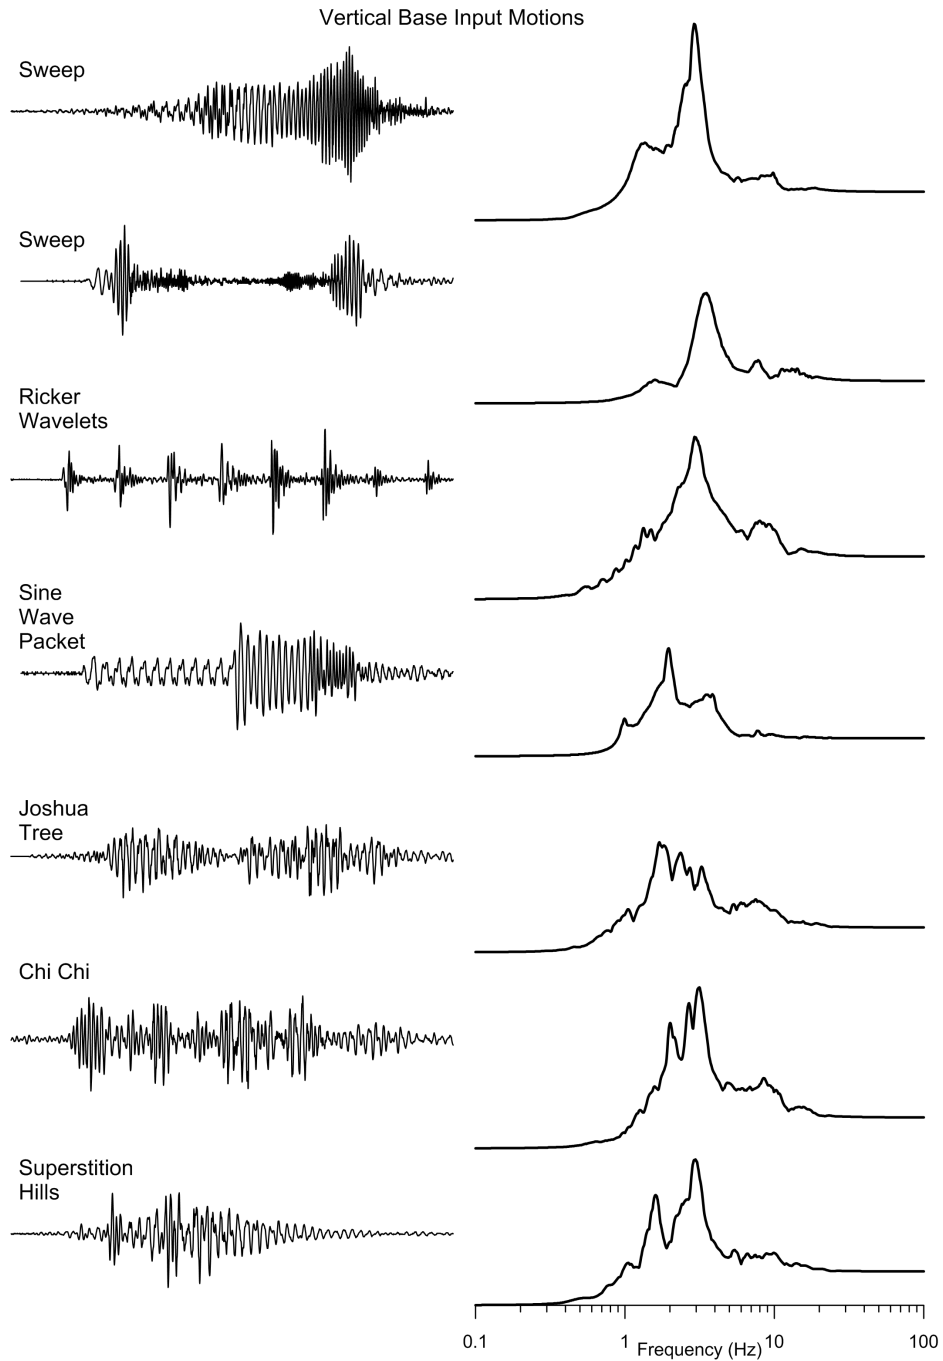 Vertical Base Input Motions
Sweep
Sweep
Ricker
Wavelets
Sine
Wave
Packet
Joshua
Tree
Chi Chi
Superstition
Hills
0.1 1 10 100
Frequency (Hz)